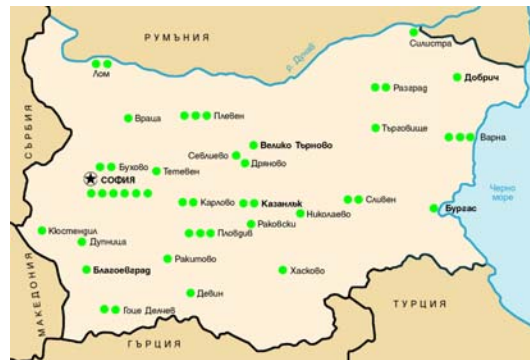 РУМЪНИЯ
р. Дунав
Силистра
Лом
Добрич
Разград
Враца
Плевен
Търговище
Варна
СЪРБИЯ
Велико Търново
Севлиево
Дряново
Бухово
Тетевен
СОФИЯ
Черно
море
Карлово
Казанлък
Сливен
Николаево
Бургас
Раковски
Кюстендил
Пловдив
Дупница
Ракитово
Благоевград
Хасково
МАКЕДОНИЯ
Девин
ТУРЦИЯ
Гоце Делчев
ГЪРЦИЯ